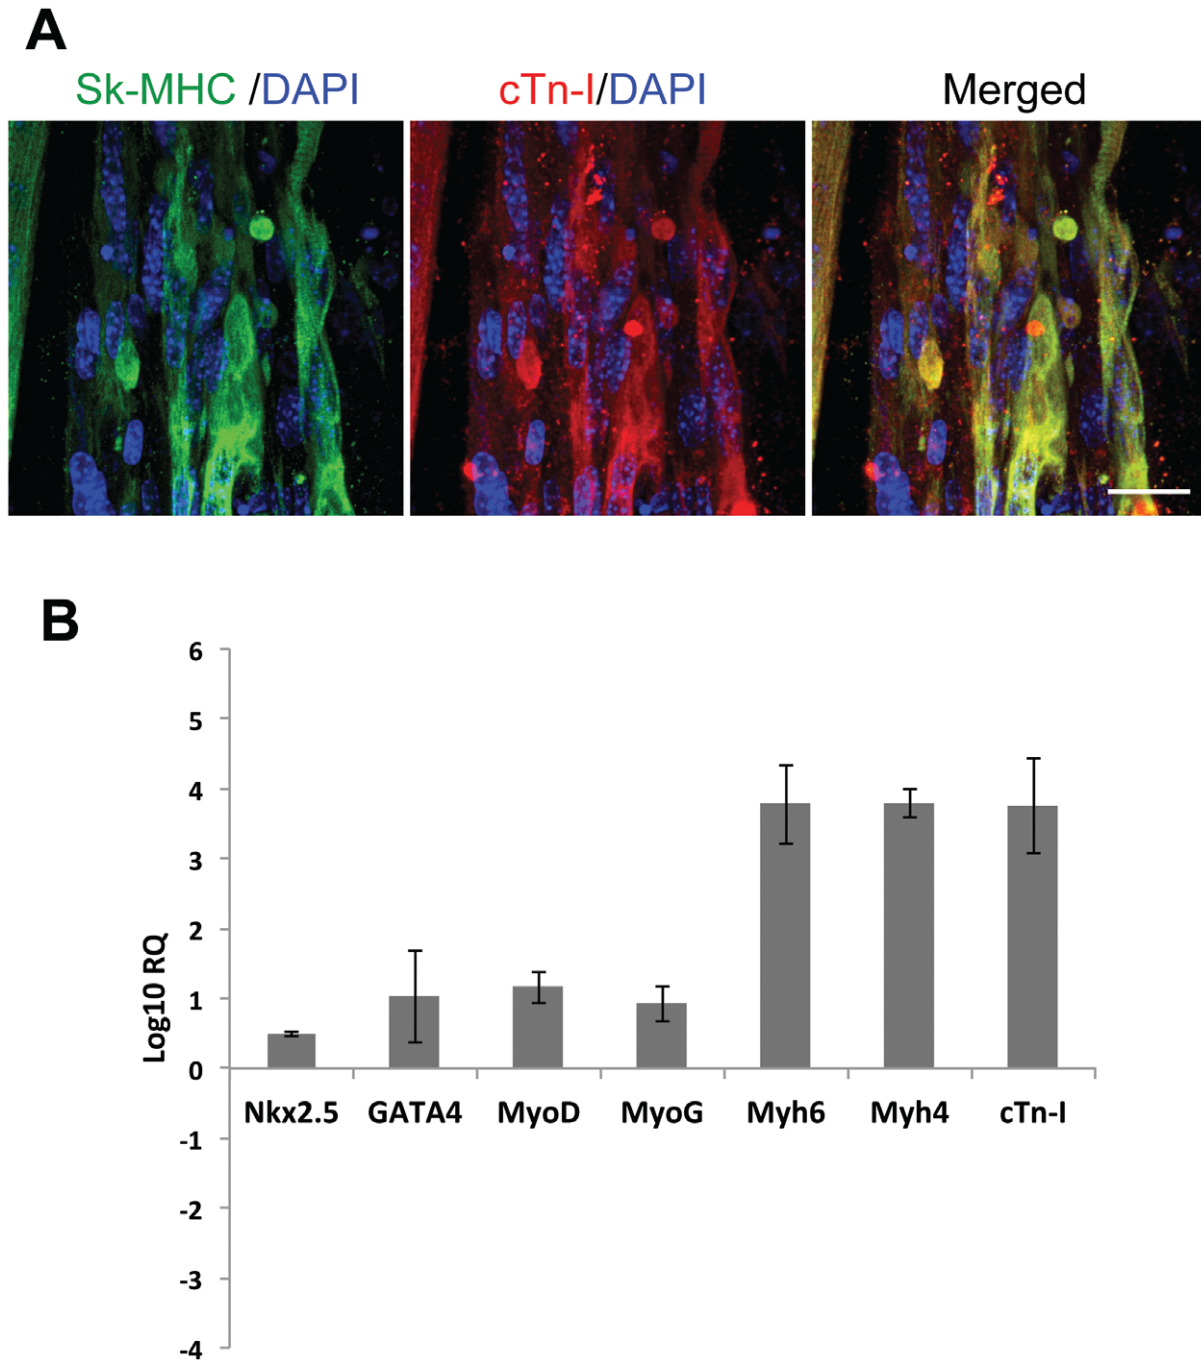 A
Sk-MHC /DAPI
cTn-I/DAPI
Merged
B
6
5
4
3
2
1
0
-1
-2
-3
-4
Log10 RQ
Nkx2.5 GATA4 MyoD MyoG Myh6 Myh4 cTn-I